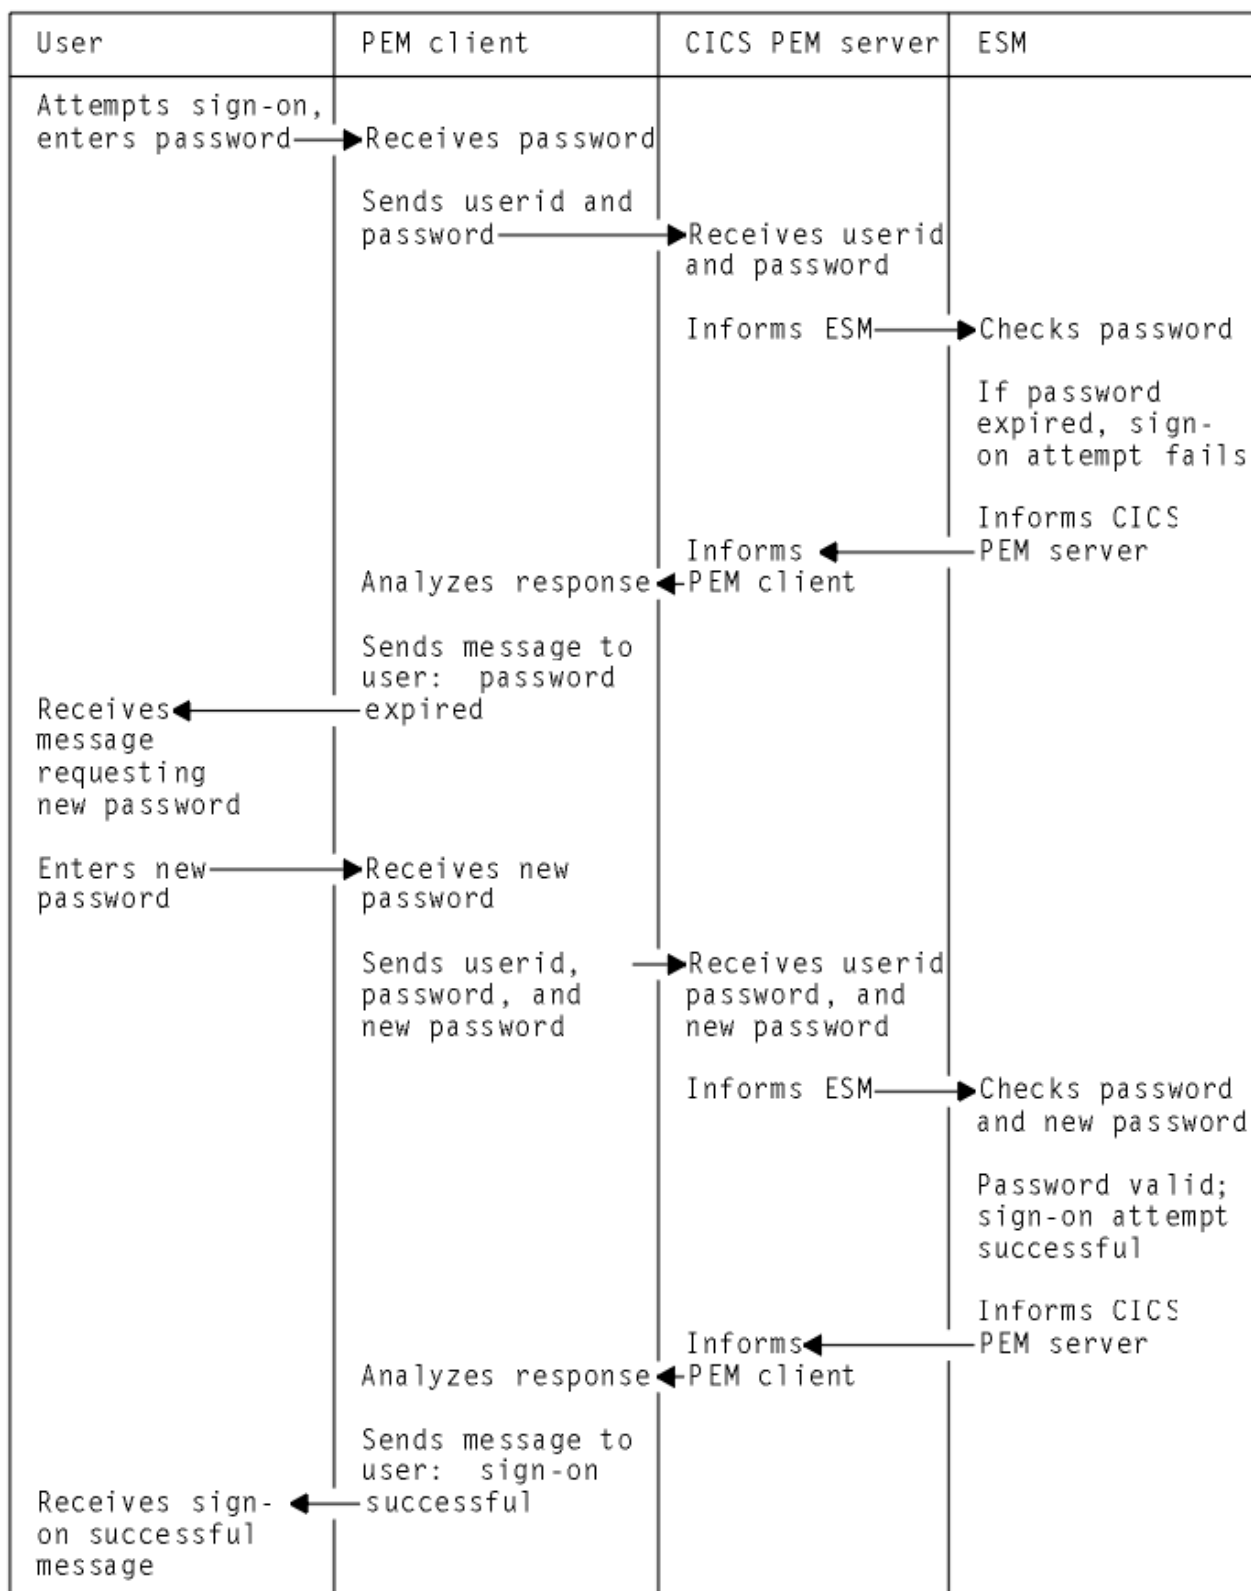 User PEM client CICS PEM server ESM
Attempts sign-on,
enters password Receives password
Sends userid and
password Receives userid
and password
Informs ESM Checks password
If password
expired, sign-
on attempt fails
Informs CICS
Informs PEM server
Analyzes response PEM client
Sends message to
user: password
Receives expired
message
requesting
new password
Enters new Receives new
password password
Sends userid, Receives userid
password, and password, and
new password new password
Informs ESM Checks password
and new password
Password valid;
sign-on attempt
successful
Informs CICS
Informs PEM server
Analyzes response PEM client
Sends message to
user: sign-on
Receives sign- successful
on successful
message